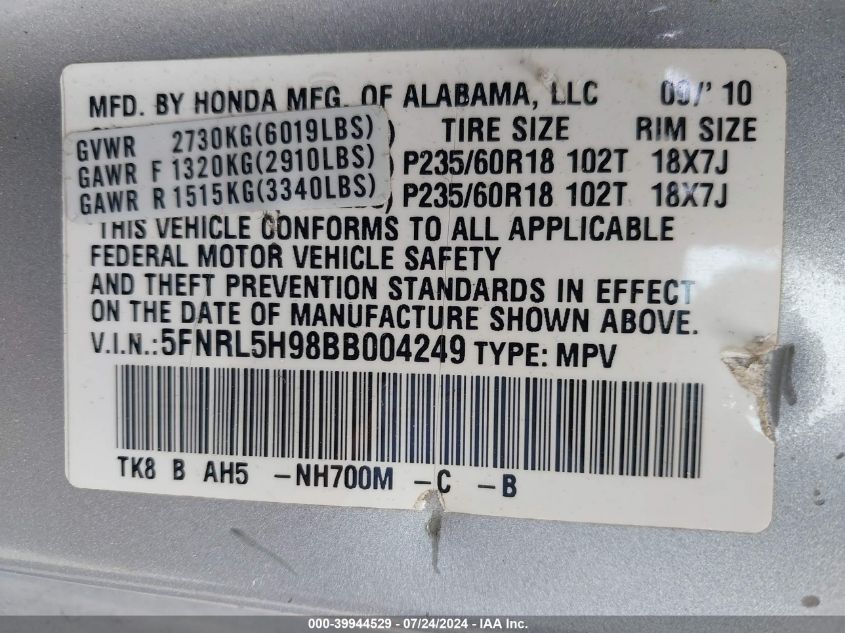 MFD. BY HONDA MFG. OF ALABAMA, LLC 09/'10
TIRE SIZE RIM SIZE
GVWR 2730KG(6019LBS)
GAWR F 1320KG(2910LBS) P235/60R18 102T 18X7J
GAWR R 1515KG(3340LBS) P235/60R18 102T 18X7J
THIS VEHICLE CONFORMS TO ALL APPLICABLE
FEDERAL MOTOR VEHICLE SAFETY
AND THEFT PREVENTION STANDARDS IN EFFECT
ON THE DATE OF MANUFACTURE SHOWN ABOVE.
V.I.N.:5FNRL5H98BB004249 TYPE: MPV
TK8 B AH5 -NH700M -C -B
000-39944529 - 07/24/2024 - IAAI.com